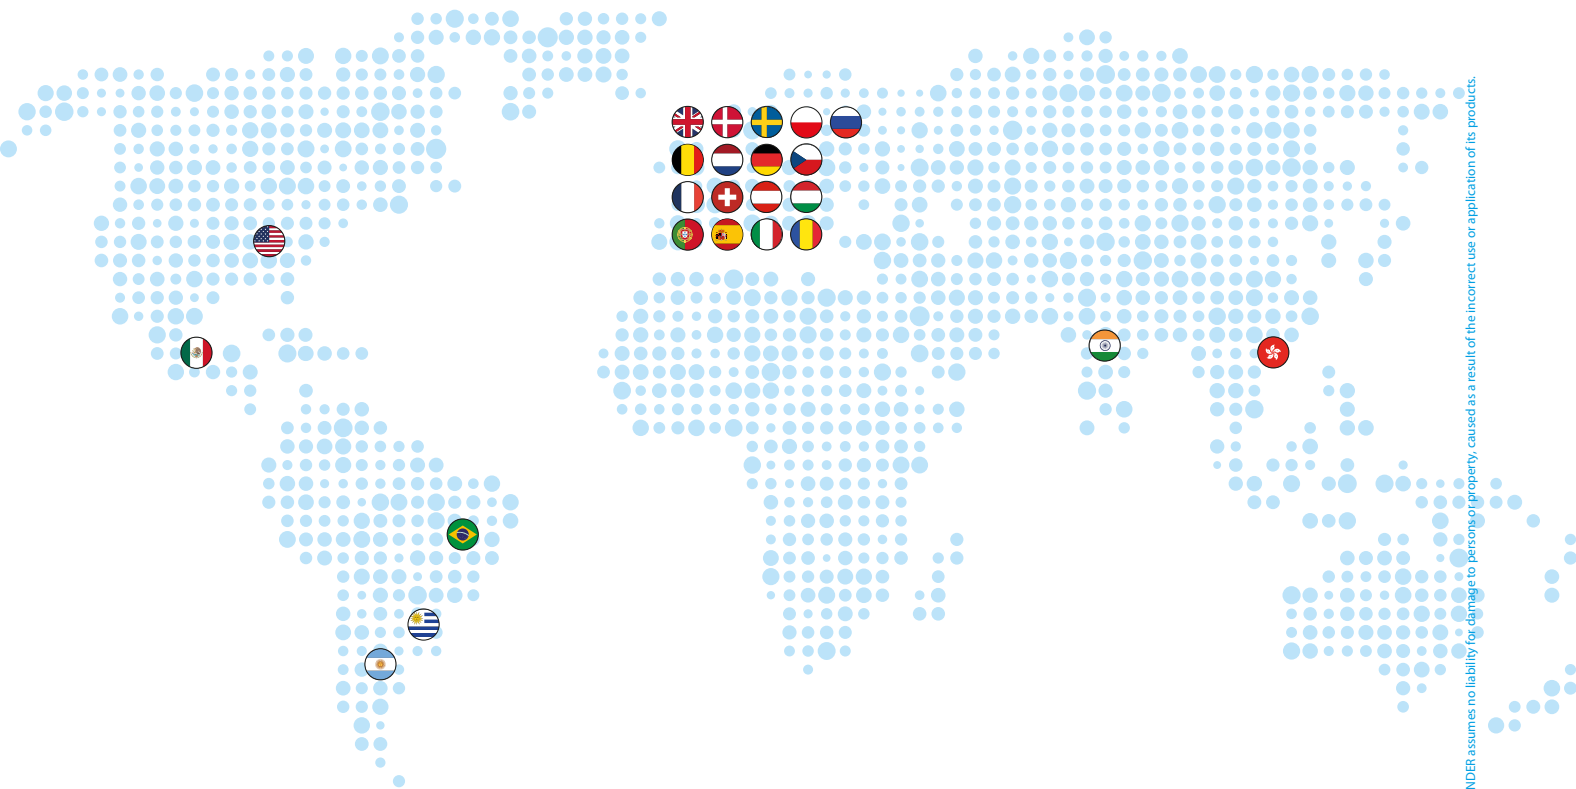 NDER assumes no liability for damage to persons or property, caused as a result of the incorrect use or application of its products.